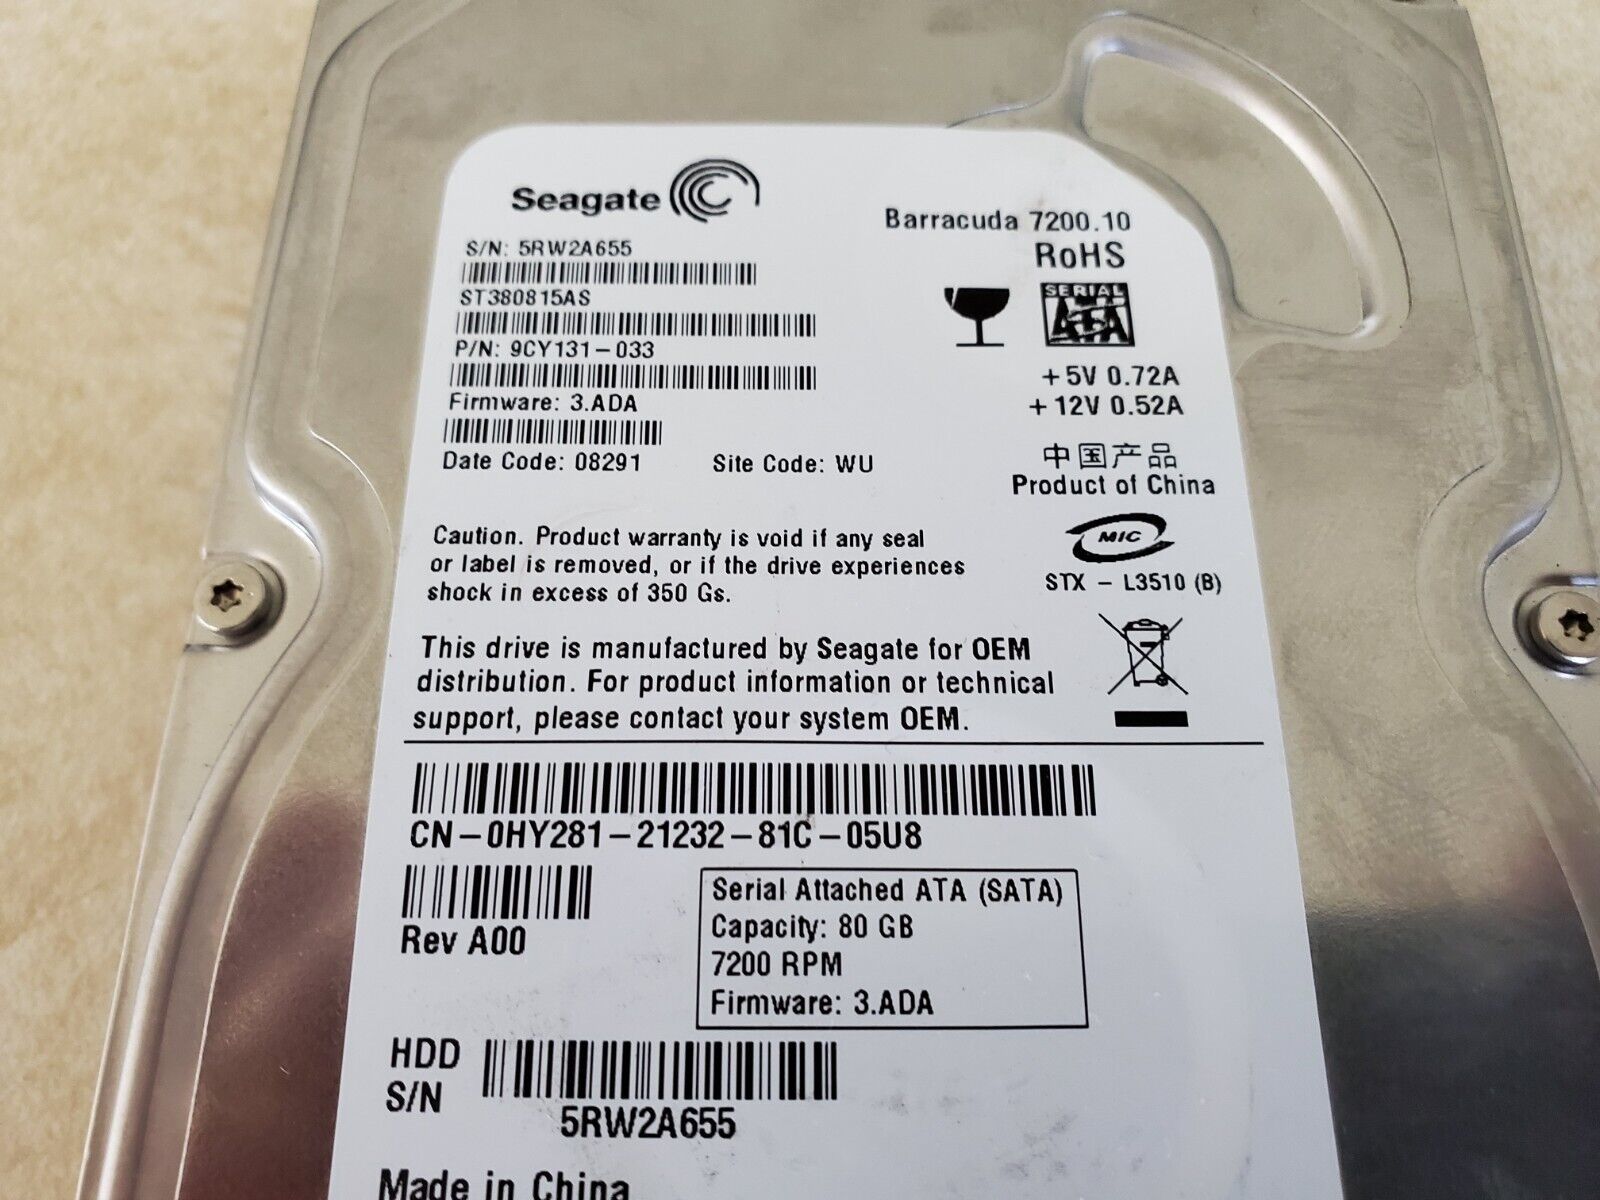 Seagate
Barracuda 7200.10
RoHS
S/N: 5RW2A655
ST380815AS
SERIAL
ATA
P/N: 9CY131-033
+5V 0.72A
Firmware: 3.ADA
+12V 0.52A
Date Code: 08291 Site Code: WU
中国产品
Product of China
Caution. Product warranty is void if any seal
or label is removed, or if the drive experiences
shock in excess of 350 Gs.
MIC
STX - L3510 (B)
This drive is manufactured by Seagate for OEM
distribution. For product information or technical
support, please contact your system OEM.
CN-0HY281-21232-81C-05U8
Rev A00
Serial Attached ATA (SATA)
Capacity: 80 GB
7200 RPM
Firmware: 3.ADA
HDD
S/N
5RW2A655
Made in China